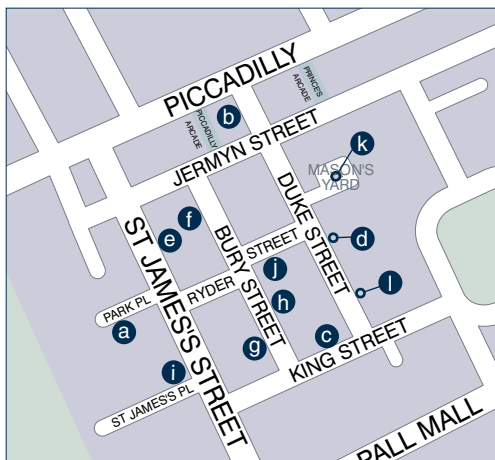 PICCADILLY
PRINCE'S
ARCADE
b
PICCADILLY
ARCADE
JERMYN STREET
k
MASON'S
YARD
f
e
DUKE STREET
d
BURY STREET
ST JAMES'S STREET
RYDER STREET
j
PARK PL
h
l
a
c
g
KING STREET
i
ST JAMES'S PL
PALL MALL